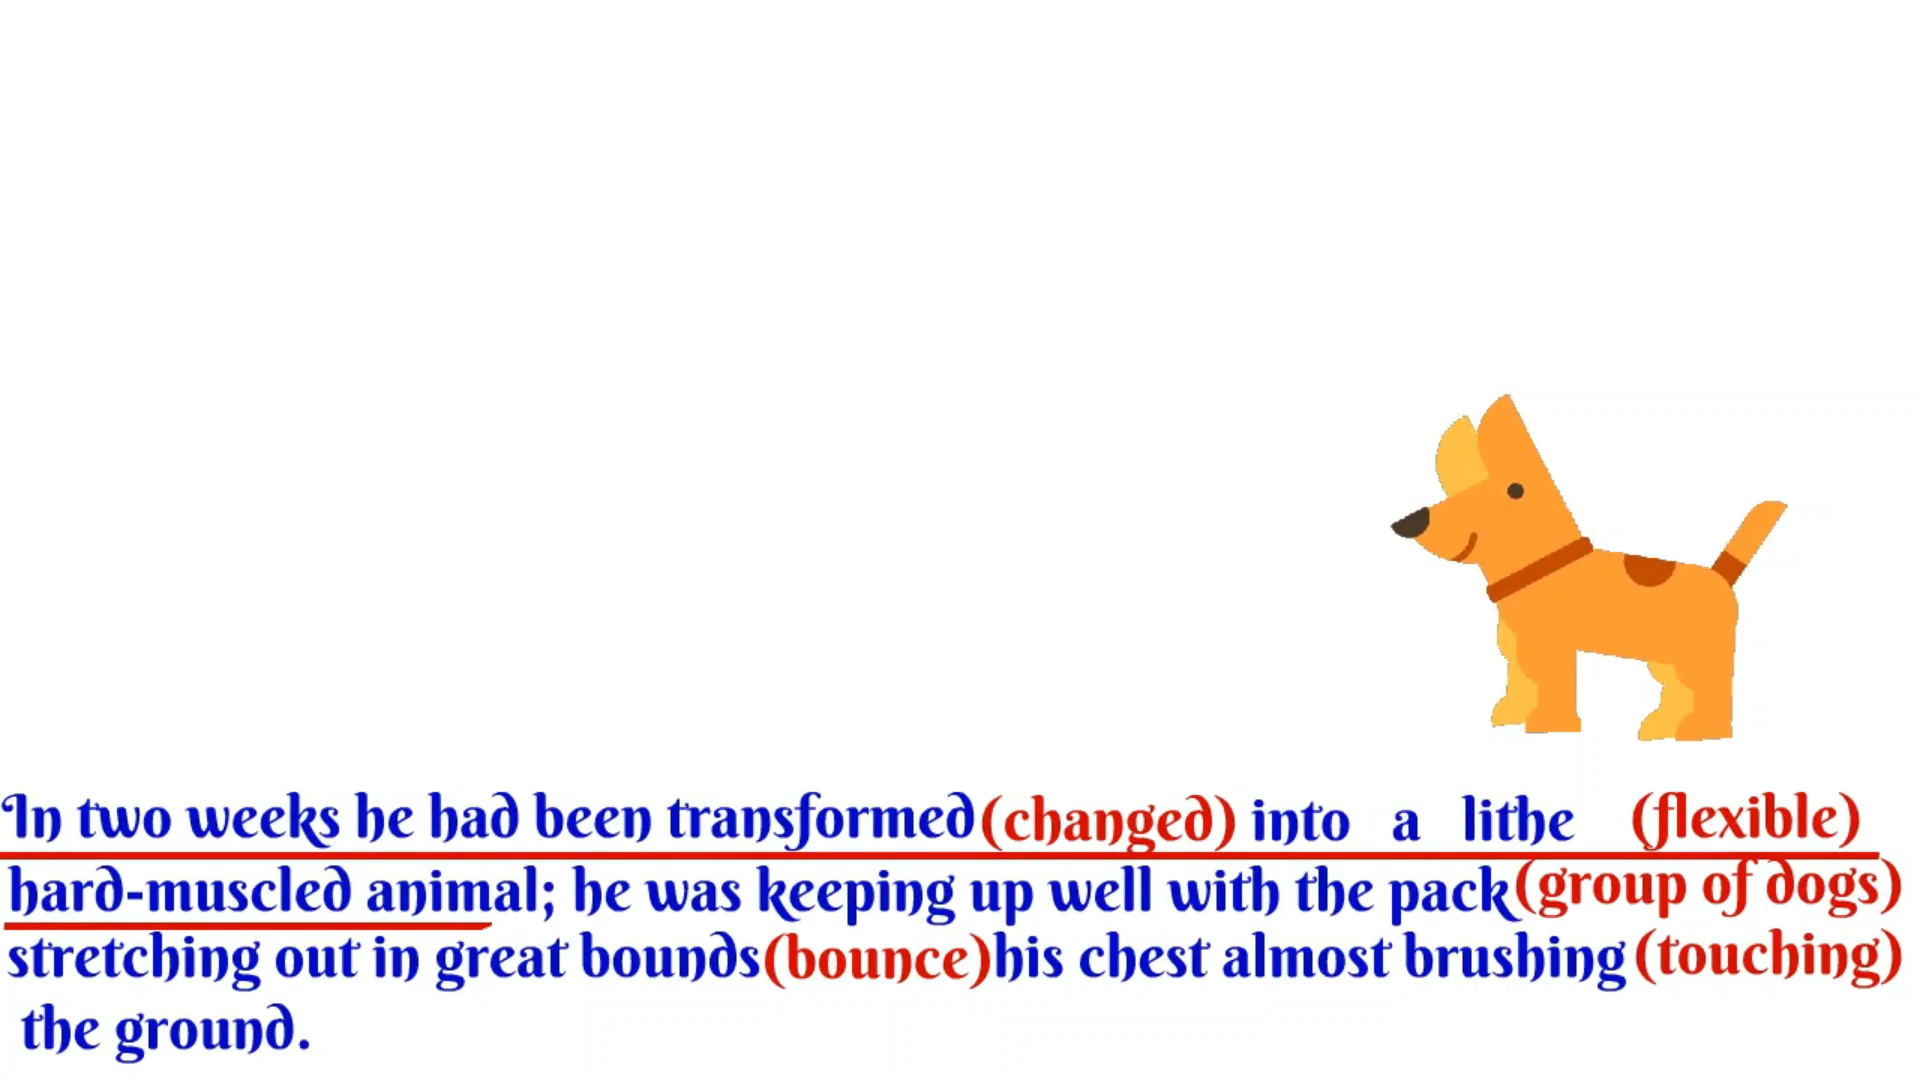 In two weeks he had been transformed(changed) into a lithe (flexible)
hard-muscled animal; he was keeping up well with the pack(group of dogs)
stretching out in great bounds(bounce)his chest almost brushing(touching)
the ground.